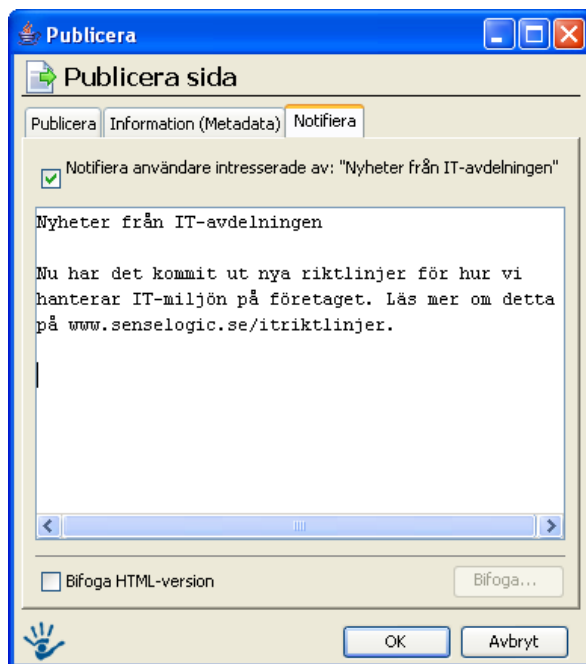 Publicera
Publicera sida
Publicera Information (Metadata) Notifiera
Notifiera användare intresserade av: "Nyheter från IT-avdelningen"
Nyheter från IT-avdelningen
Nu har det kommit ut nya riktlinjer för hur vi
hanterar IT-miljön på företaget. Läs mer om detta
på www.senselogic.se/itriktlinjer.
Bifoga HTML-version Bifoga...
OK Avbryt